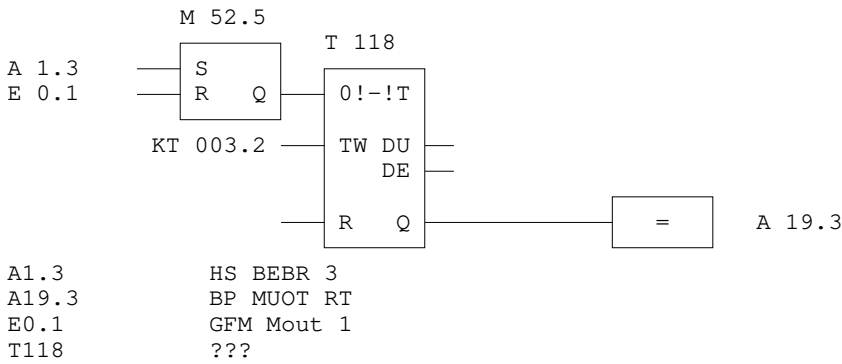 M 52.5
T 118
A 1.3 S
E 0.1 R Q 0!-!T
KT 003.2 TW DU
DE
R Q = A 19.3
A1.3 HS BEBR 3
A19.3 BP MUOT RT
E0.1 GFM Mout 1
T118 ???